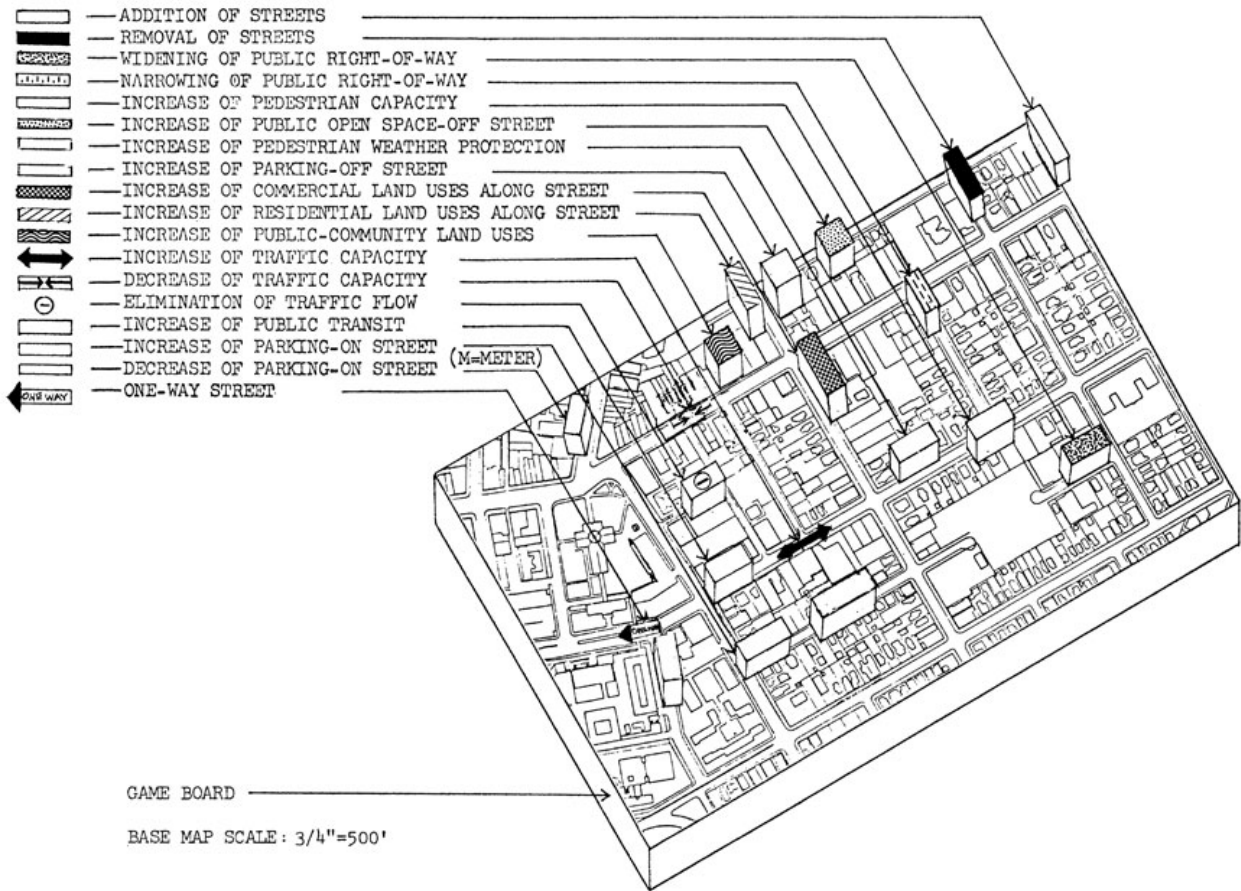 ADDITION OF STREETS
REMOVAL OF STREETS
WIDENING OF PUBLIC RIGHT-OF-WAY
NARROWING OF PUBLIC RIGHT-OF-WAY
INCREASE OF PEDESTRIAN CAPACITY
INCREASE OF PUBLIC OPEN SPACE-OFF STREET
INCREASE OF PEDESTRIAN WEATHER PROTECTION
INCREASE OF PARKING-OFF STREET
INCREASE OF COMMERCIAL LAND USES ALONG STREET
INCREASE OF RESIDENTIAL LAND USES ALONG STREET
INCREASE OF PUBLIC-COMMUNITY LAND USES
INCREASE OF TRAFFIC CAPACITY
DECREASE OF TRAFFIC CAPACITY
ELIMINATION OF TRAFFIC FLOW
INCREASE OF PUBLIC TRANSIT
INCREASE OF PARKING-ON STREET
DECREASE OF PARKING-ON STREET (M=METER)
ONE WAY ONE-WAY STREET
GAME BOARD
BASE MAP SCALE: 3/4"=500'